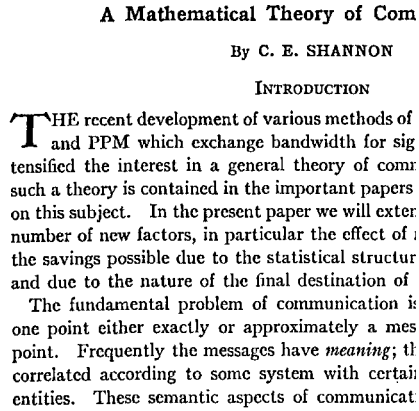 A Mathematical Theory of Com
By C. E. SHANNON
INTRODUCTION
THE recent development of various methods of
and PPM which exchange bandwidth for sig
tensified the interest in a general theory of comm
such a theory is contained in the important papers
on this subject. In the present paper we will exten
number of new factors, in particular the effect of
the savings possible due to the statistical structur
and due to the nature of the final destination of
The fundamental problem of communication is
one point either exactly or approximately a mes
point. Frequently the messages have meaning; th
correlated according to some system with certai
entities. These semantic aspects of communicat